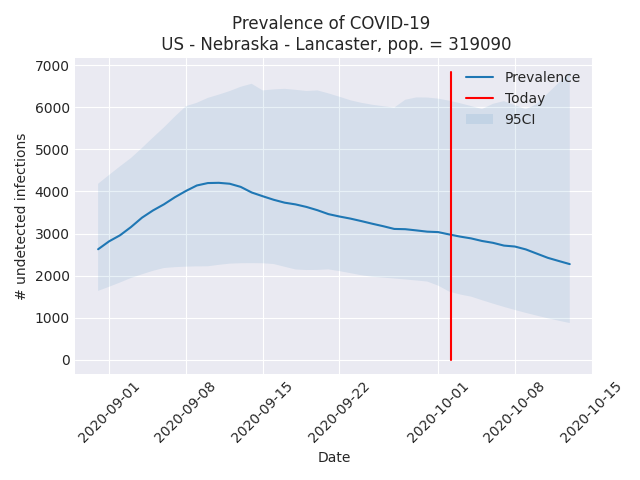 Prevalence of COVID-19
US - Nebraska - Lancaster, pop. = 319090
# undetected infections
7000
6000
5000
4000
3000
2000
1000
0
Prevalence
Today
95CI
2020-09-01
2020-09-08
2020-09-15
2020-09-22
2020-10-01
2020-10-08
2020-10-15
Date